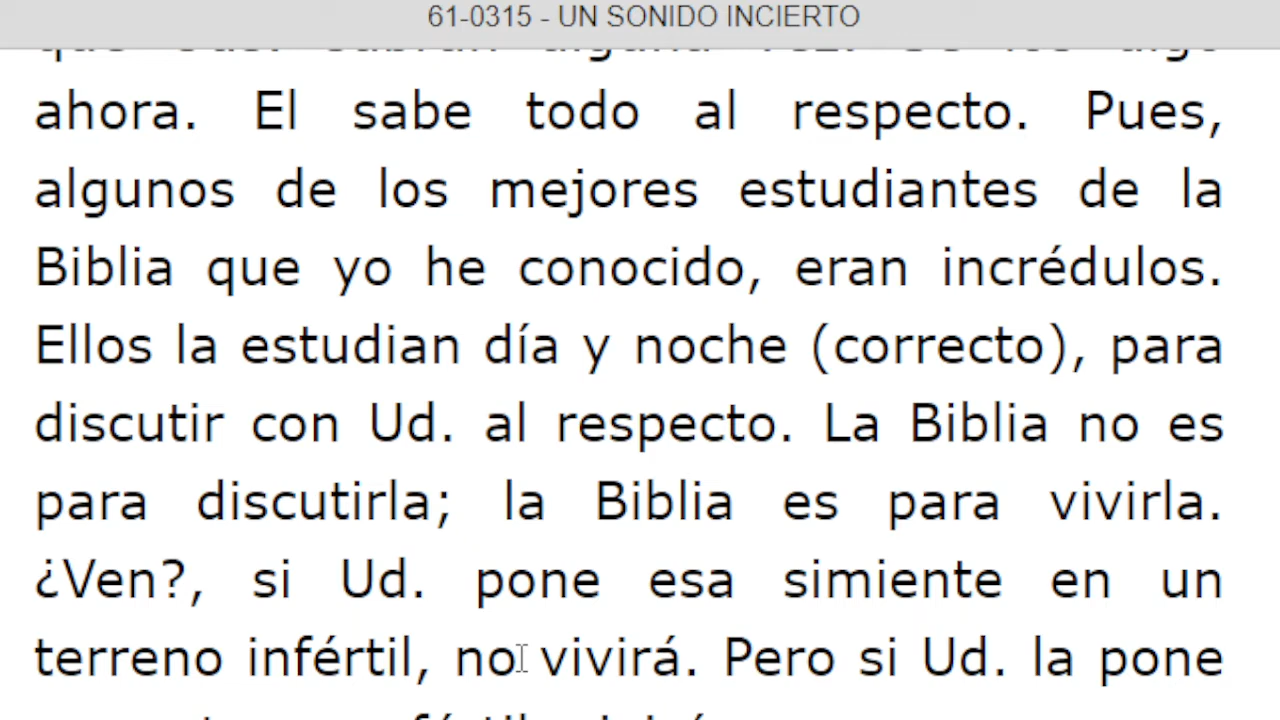 61-0315 - UN SONIDO INCIERTO
ahora. El sabe todo al respecto. Pues,
algunos de los mejores estudiantes de la
Biblia que yo he conocido, eran incrédulos.
Ellos la estudian día y noche (correcto), para
discutir con Ud. al respecto. La Biblia no es
para discutirla; la Biblia es para vivirla.
¿Ven?, si Ud. pone esa simiente en un
terreno infértil, no vivirá. Pero si Ud. la pone